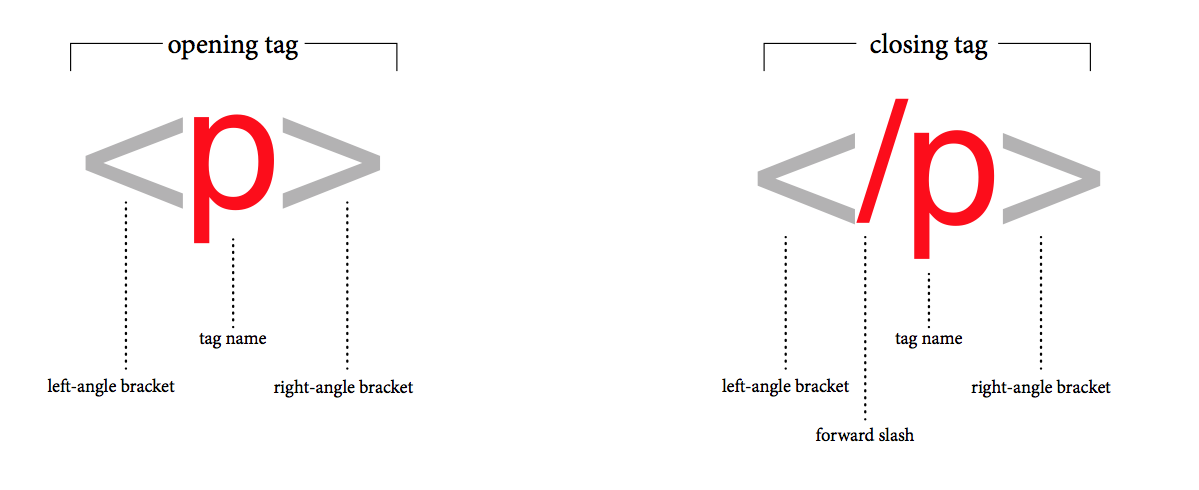 opening tag
closing tag
<p>
</p>
tag name
tag name
left-angle bracket
right-angle bracket
left-angle bracket
right-angle bracket
forward slash